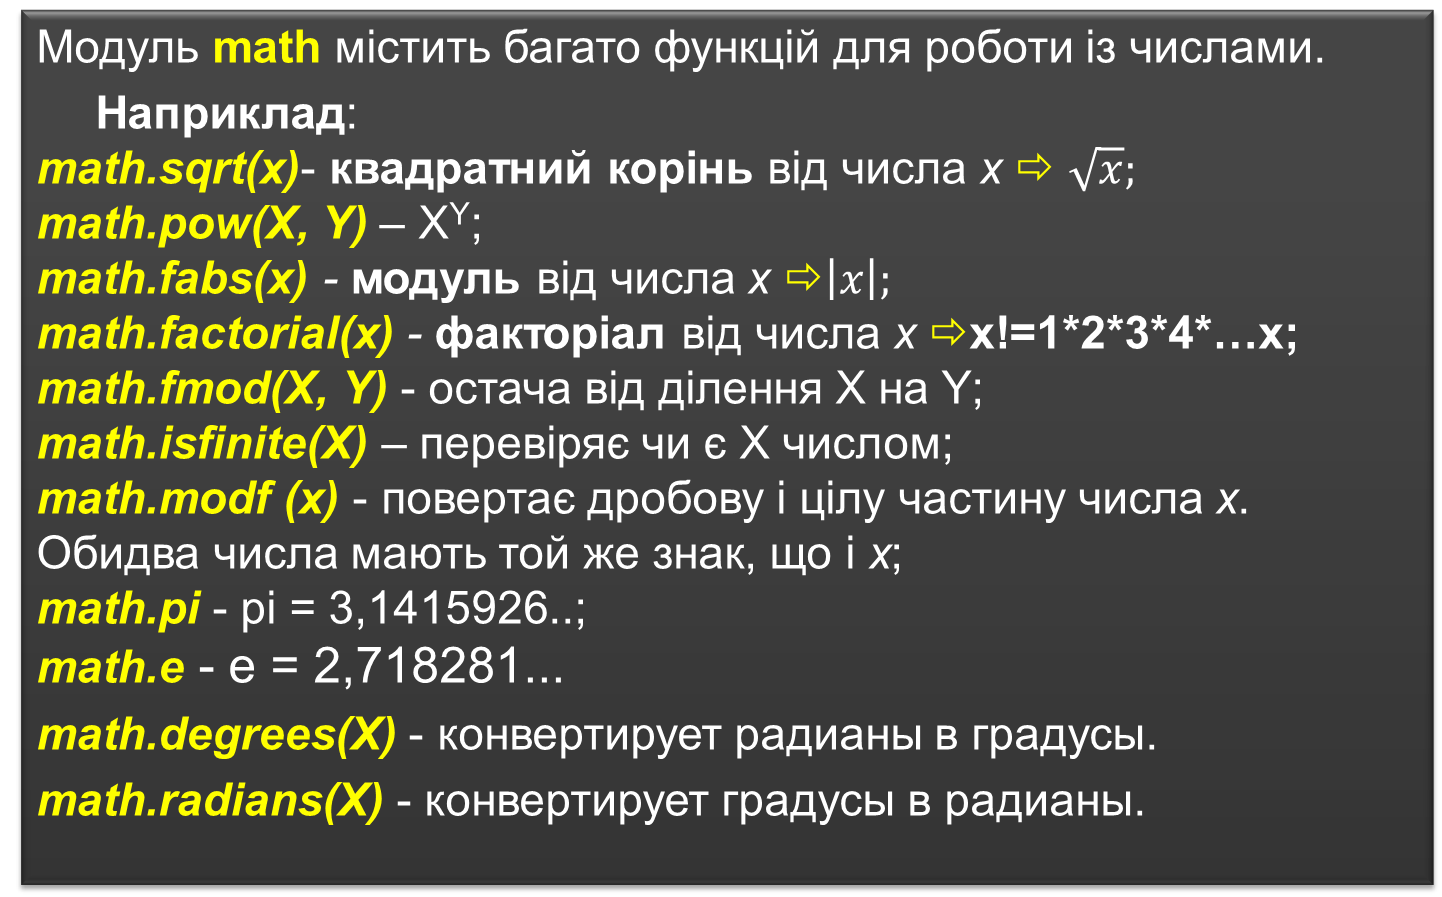 Модуль math містить багато функцій для роботи із числами.
Наприклад:
math.sqrt(x)- квадратний корінь від числа x ⇨ √x;
math.pow(X, Y) – Xʸ;
math.fabs(x) - модуль від числа x ⇨|x|;
math.factorial(x) - факторіал від числа x ⇨x!=1*2*3*4*…x;
math.fmod(X, Y) - остача від ділення X на Y;
math.isfinite(X) – перевіряє чи є X числом;
math.modf (x) - повертає дробову і цілу частину числа x.
Обидва числа мають той же знак, що і x;
math.pi - pi = 3,1415926..;
math.e - e = 2,718281...
math.degrees(X) - конвертирует радианы в градусы.
math.radians(X) - конвертирует градусы в радианы.